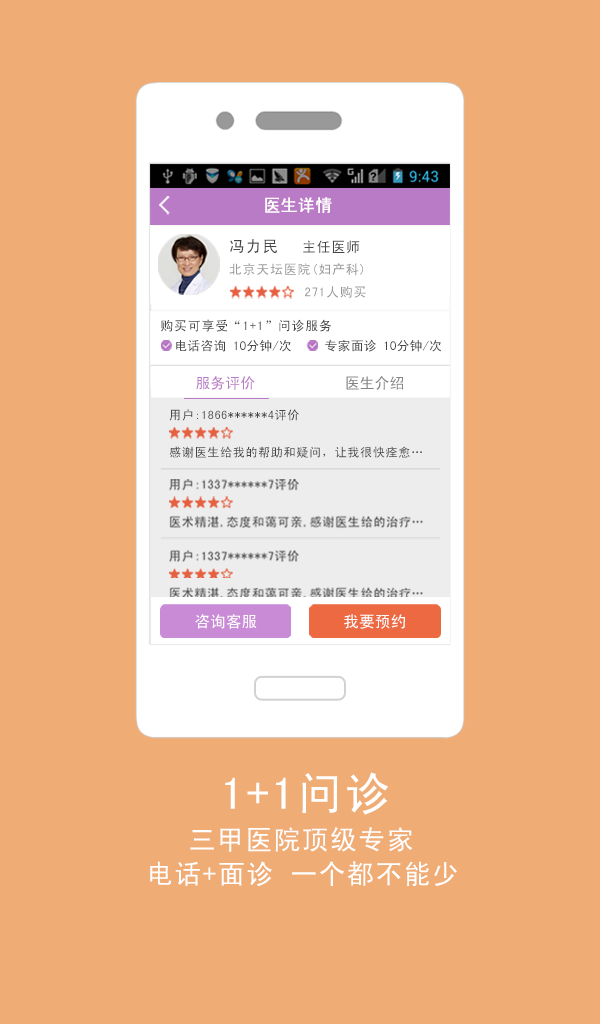 9:43
医生详情
冯力民 主任医师
北京天坛医院(妇产科)
271人购买
购买可享受“1+1”问诊服务
电话咨询 10分钟/次 专家面诊 10分钟/次
服务评价 医生介绍
用户:1866******4评价
感谢医生给我的帮助和疑问，让我很快痊愈…
用户:1337******7评价
医术精湛,态度和蔼可亲,感谢医生给的治疗…
用户:1337******7评价
医术精湛,态度和蔼可亲,感谢医生给的治疗…
咨询客服 我要预约
1+1问诊
三甲医院顶级专家
电话+面诊 一个都不能少